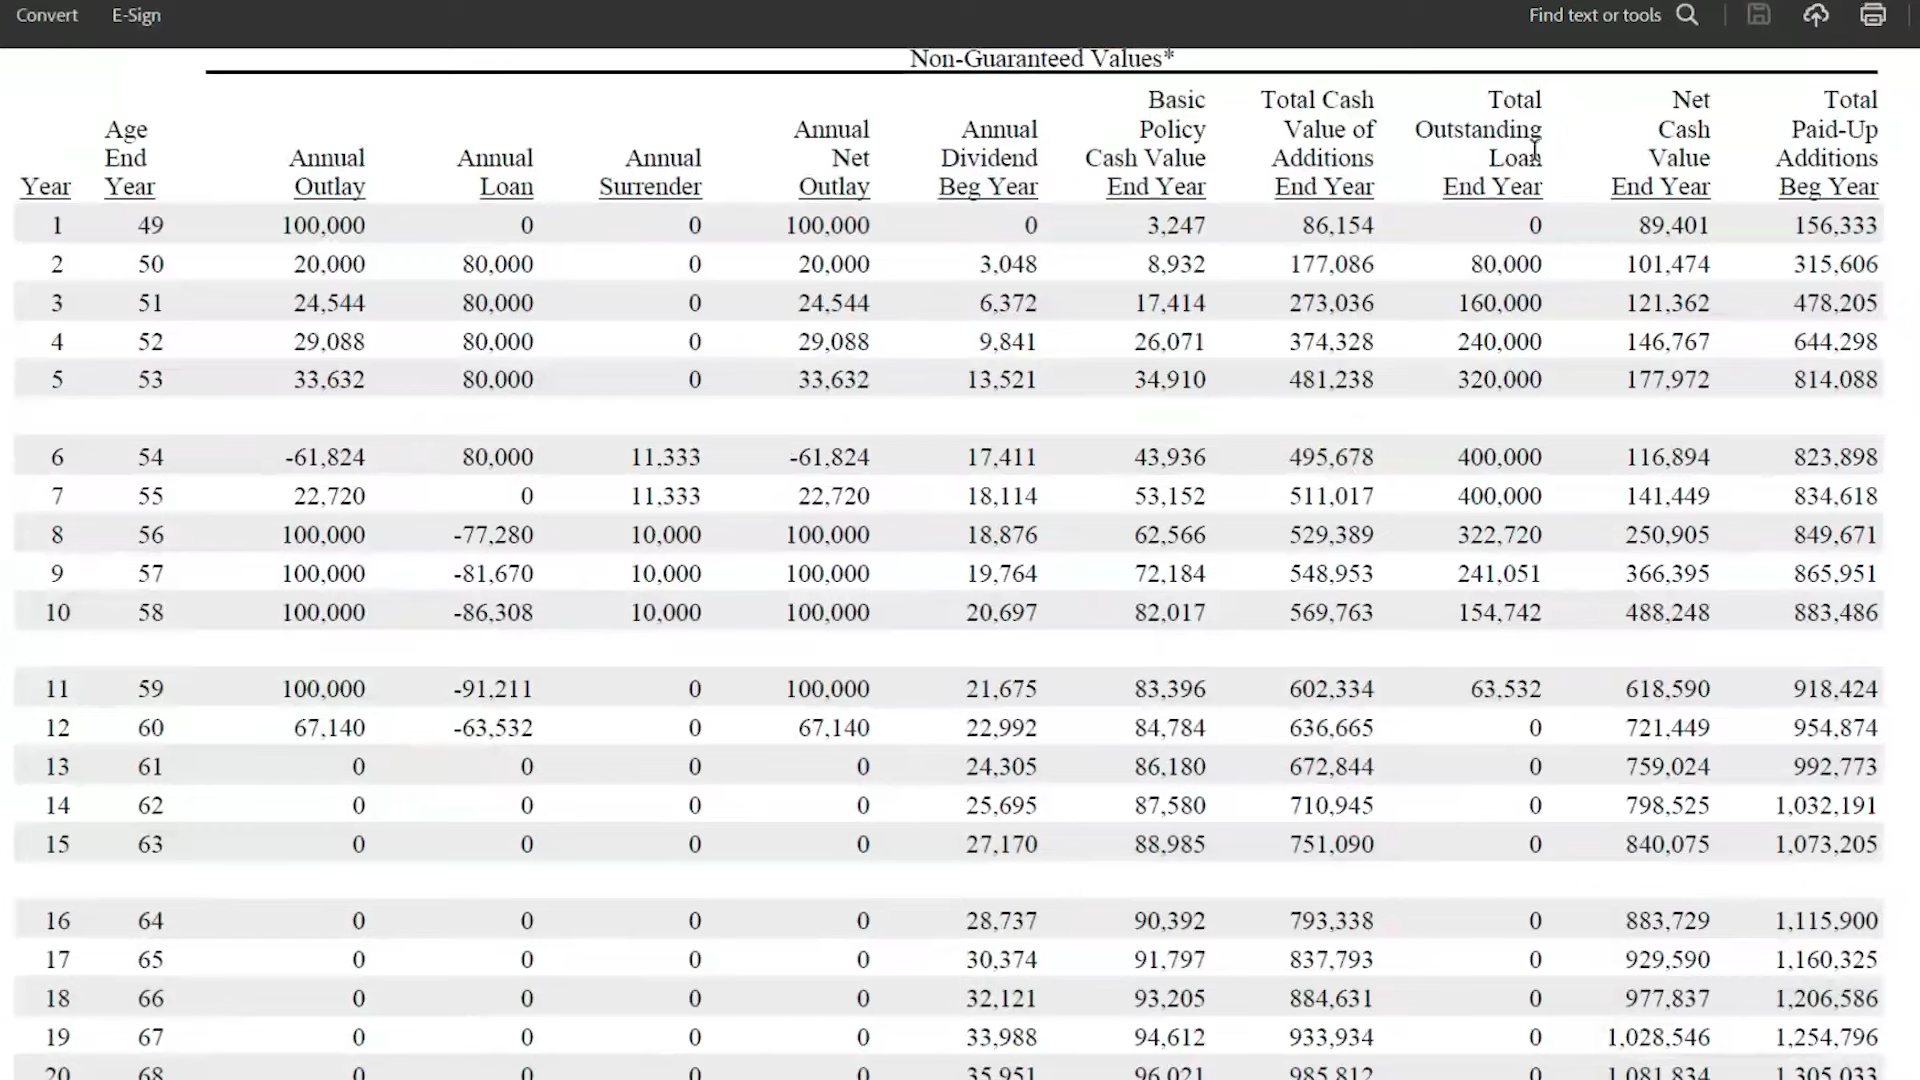 Convert E-Sign Find text or tools
Non-Guaranteed Values*
Basic Total Cash Total Net Total
Age Annual Annual Policy Value of Outstanding Cash Paid-Up
End Annual Annual Annual Net Dividend Cash Value Additions Loan Value Additions
Year Year Outlay Loan Surrender Outlay Beg Year End Year End Year End Year End Year Beg Year
1 49 100,000 0 0 100,000 0 3,247 86,154 0 89,401 156,333
2 50 20,000 80,000 0 20,000 3,048 8,932 177,086 80,000 101,474 315,606
3 51 24,544 80,000 0 24,544 6,372 17,414 273,036 160,000 121,362 478,205
4 52 29,088 80,000 0 29,088 9,841 26,071 374,328 240,000 146,767 644,298
5 53 33,632 80,000 0 33,632 13,521 34,910 481,238 320,000 177,972 814,088
6 54 -61,824 80,000 11,333 -61,824 17,411 43,936 495,678 400,000 116,894 823,898
7 55 22,720 0 11,333 22,720 18,114 53,152 511,017 400,000 141,449 834,618
8 56 100,000 -77,280 10,000 100,000 18,876 62,566 529,389 322,720 250,905 849,671
9 57 100,000 -81,670 10,000 100,000 19,764 72,184 548,953 241,051 366,395 865,951
10 58 100,000 -86,308 10,000 100,000 20,697 82,017 569,763 154,742 488,248 883,486
11 59 100,000 -91,211 0 100,000 21,675 83,396 602,334 63,532 618,590 918,424
12 60 67,140 -63,532 0 67,140 22,992 84,784 636,665 0 721,449 954,874
13 61 0 0 0 0 24,305 86,180 672,844 0 759,024 992,773
14 62 0 0 0 0 25,695 87,580 710,945 0 798,525 1,032,191
15 63 0 0 0 0 27,170 88,985 751,090 0 840,075 1,073,205
16 64 0 0 0 0 28,737 90,392 793,338 0 883,729 1,115,900
17 65 0 0 0 0 30,374 91,797 837,793 0 929,590 1,160,325
18 66 0 0 0 0 32,121 93,205 884,631 0 977,837 1,206,586
19 67 0 0 0 0 33,988 94,612 933,934 0 1,028,546 1,254,796
20 68 0 0 0 0 35,951 96,021 985,812 0 1,081,834 1,305,033